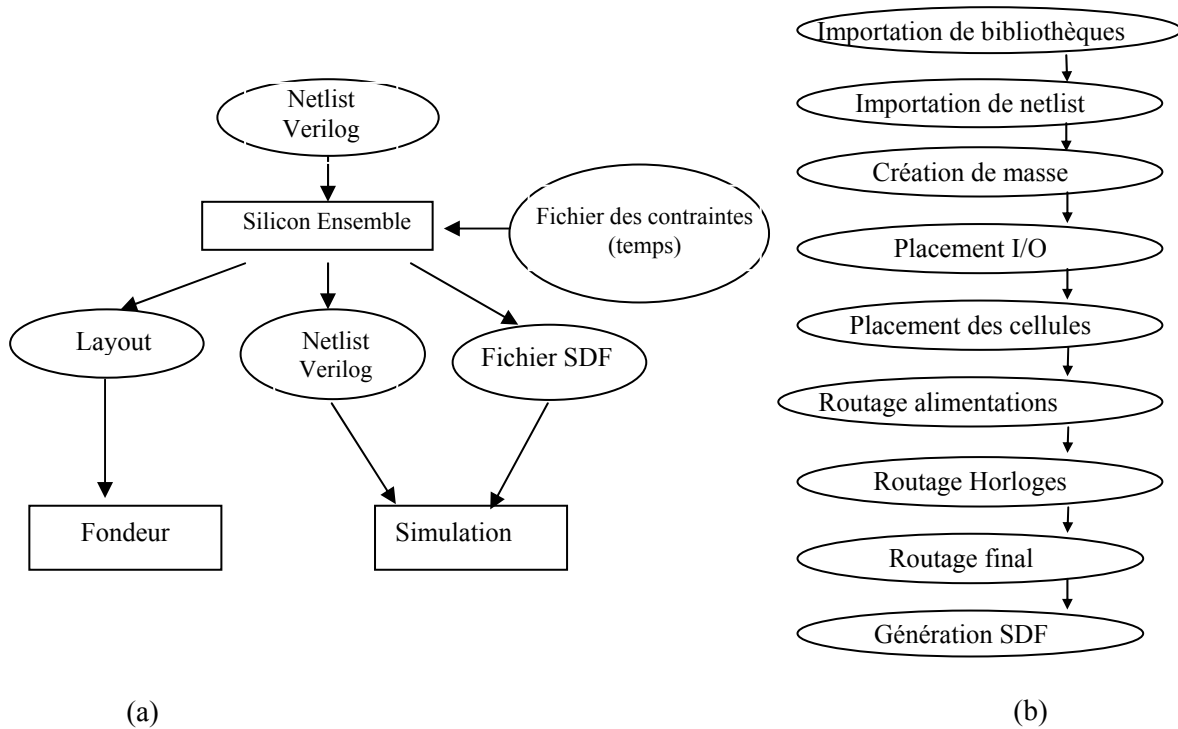 Netlist
Verilog
Silicon Ensemble
Fichier des contraintes
(temps)
Layout
Netlist
Verilog
Fichier SDF
Fondeur
Simulation
(a)
Importation de bibliothèques
Importation de netlist
Création de masse
Placement I/O
Placement des cellules
Routage alimentations
Routage Horloges
Routage final
Génération SDF
(b)